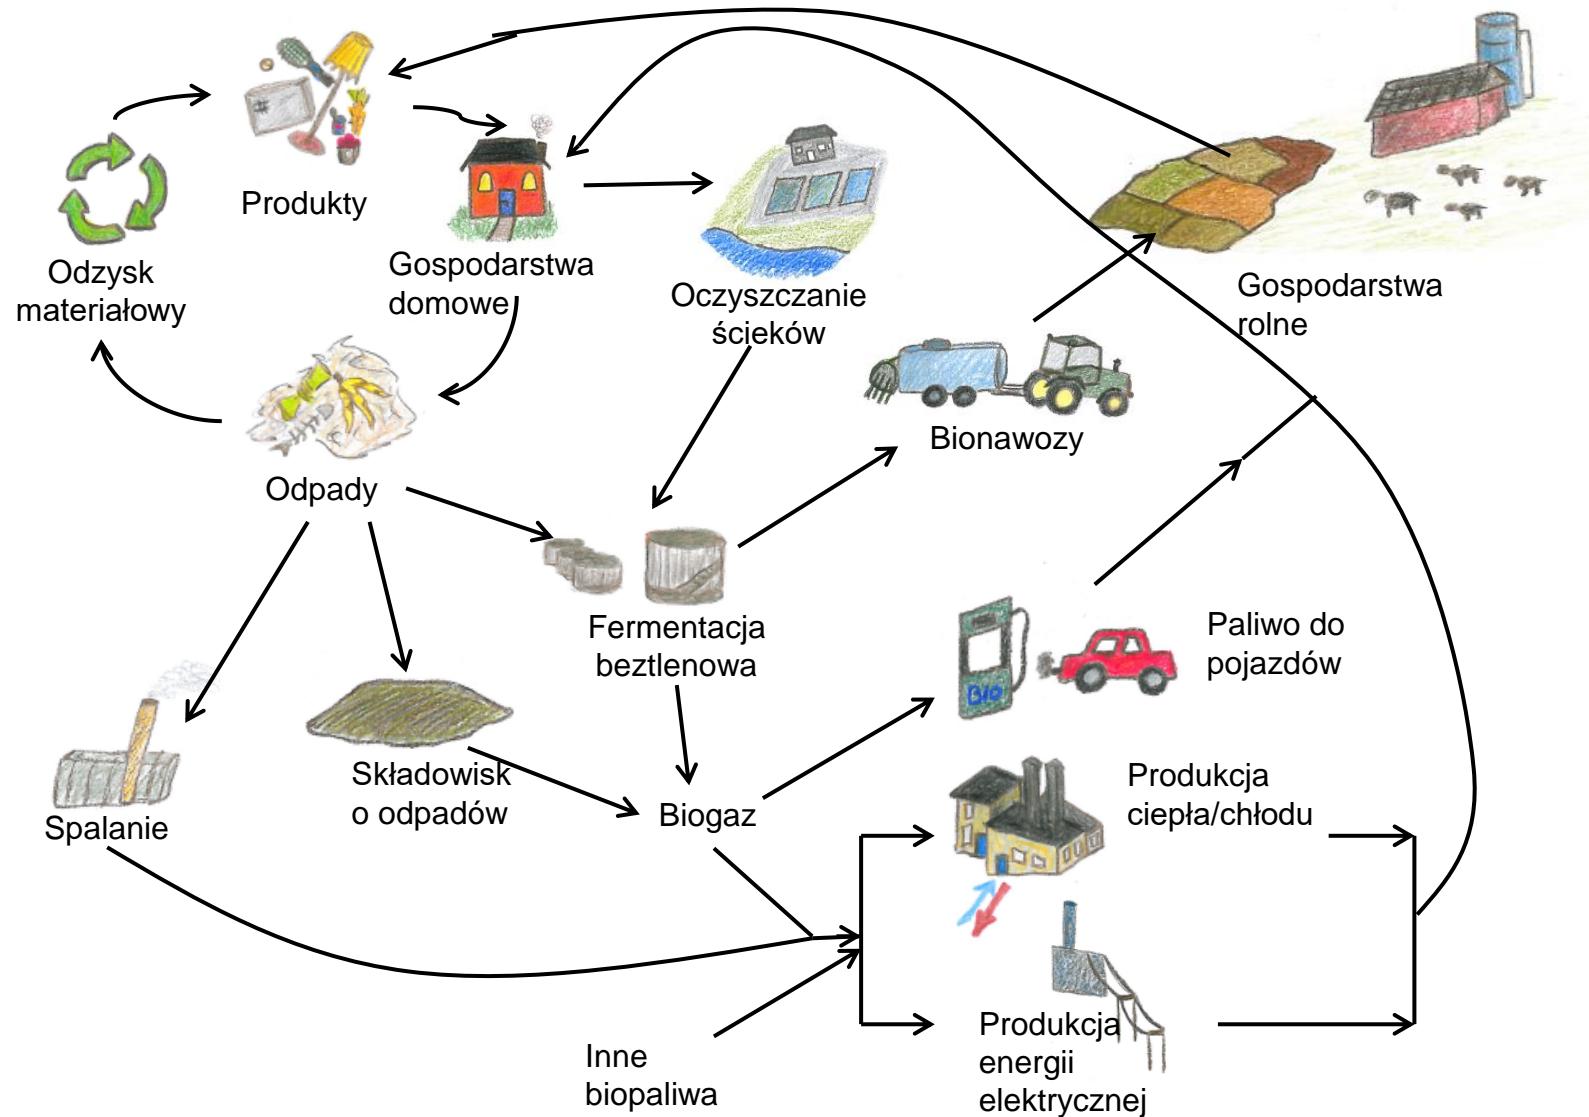 Produkty
Odzysk
materiałowy
Gospodarstwa
domowe
Oczyszczanie
ścieków
Gospodarstwa
rolne
Bionawozy
Odpady
Fermentacja
beztlenowa
BIO
Paliwo do
pojazdów
Spalanie
Składowisk
o odpadów
Biogaz
Produkcja
ciepła/chłodu
Inne
biopaliwa
Produkcja
energii
elektrycznej